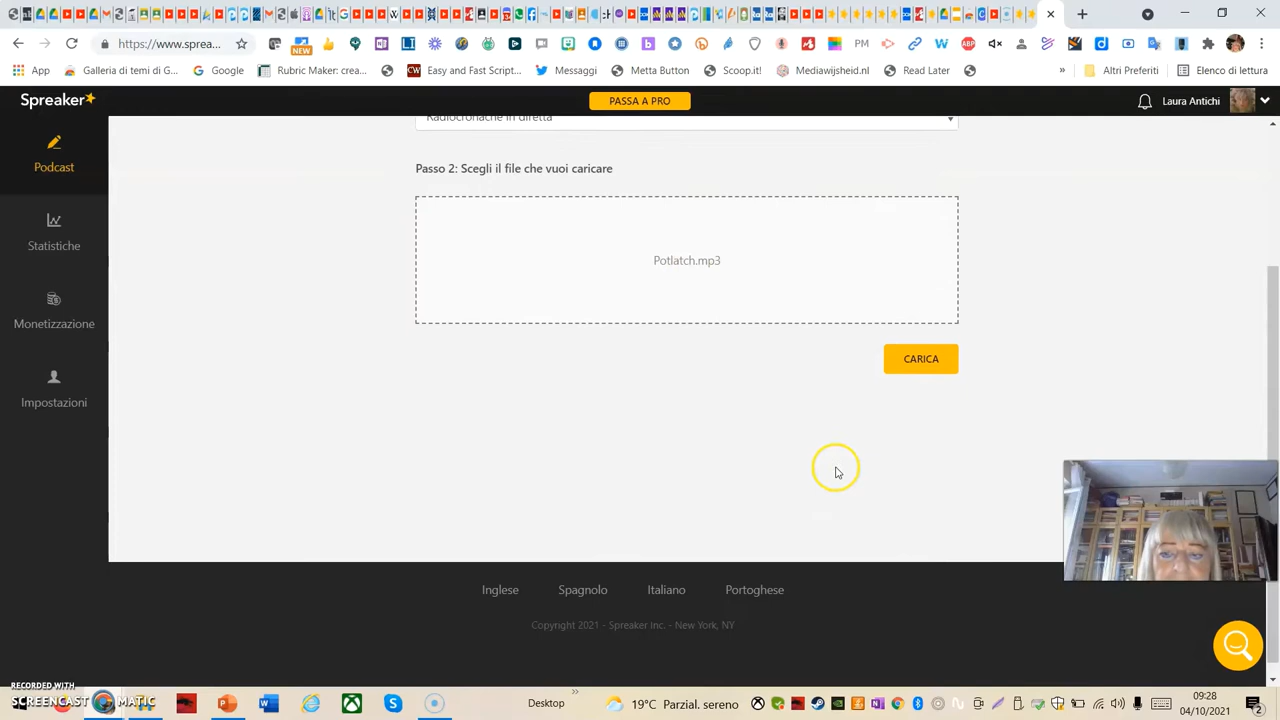 https://www.sprea...
NEW
PM
ABP
App
Galleria di temi di G...
Google
Rubric Maker: crea...
CW
Easy and Fast Script...
Messaggi
Metta Button
Scoop.it!
Mediawijsheid.nl
Read Later
»
Altri Preferiti
Elenco di lettura
Spreaker
PASSA A PRO
Laura Antichi
Podcast
Radiocronache in diretta
Passo 2: Scegli il file che vuoi caricare
Statistiche
Potlatch.mp3
Monetizzazione
CARICA
Impostazioni
Inglese
Spagnolo
Italiano
Portoghese
Copyright 2021 - Spreaker Inc. - New York, NY
RECORDED WITH
SCREENCAST MATIC
Desktop
»
19°C Parzial. sereno
09:28
04/10/2021